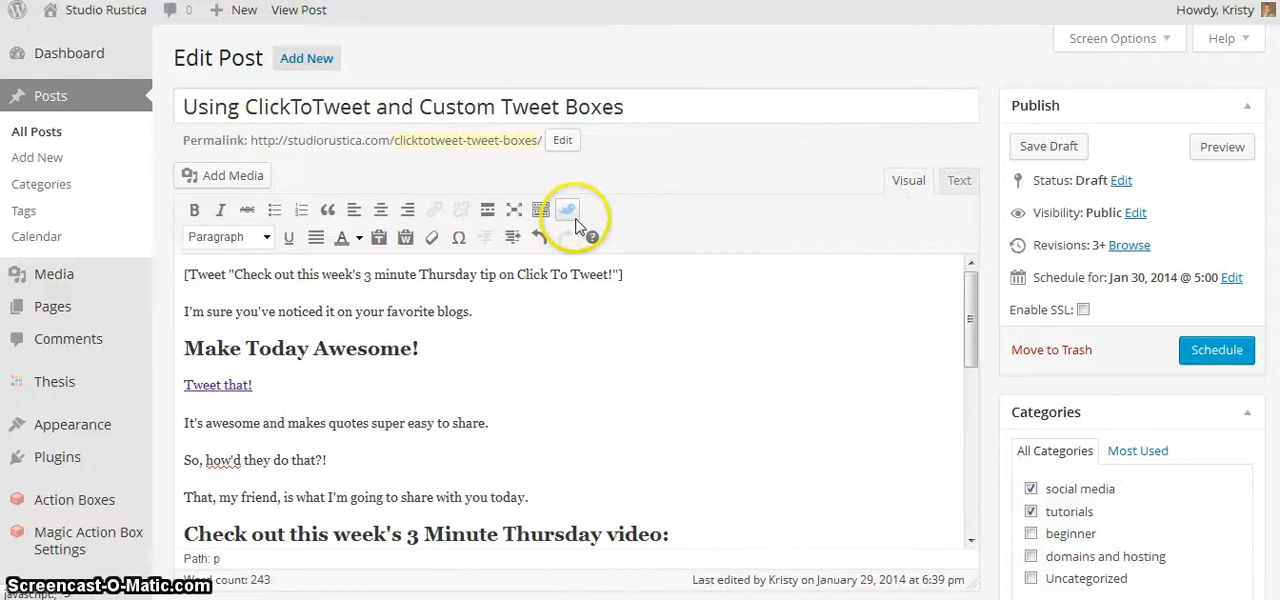 Studio Rustica 0 New View Post Howdy, Kristy
Screen Options Help
Dashboard
Posts
All Posts
Add New
Categories
Tags
Calendar
Media
Pages
Comments
Thesis
Appearance
Plugins
Action Boxes
Magic Action Box
Settings
Edit Post Add New
Using ClickToTweet and Custom Tweet Boxes
Permalink: http://studiorustica.com/clicktotweet-tweet-boxes/ Edit
Add Media
Visual Text
B I ABC
Paragraph U A T W Ω ?
[Tweet "Check out this week's 3 minute Thursday tip on Click To Tweet!"]
I'm sure you've noticed it on your favorite blogs.
Make Today Awesome!
Tweet that!
It's awesome and makes quotes super easy to share.
So, how'd they do that?!
That, my friend, is what I'm going to share with you today.
Check out this week's 3 Minute Thursday video:
Path: p
Word count: 243 Last edited by Kristy on January 29, 2014 at 6:39 pm
Publish
Save Draft Preview
Status: Draft Edit
Visibility: Public Edit
Revisions: 3+ Browse
Schedule for: Jan 30, 2014 @ 5:00 Edit
Enable SSL:
Move to Trash Schedule
Categories
All Categories Most Used
social media
tutorials
beginner
domains and hosting
Uncategorized
Screencast-O-Matic.com